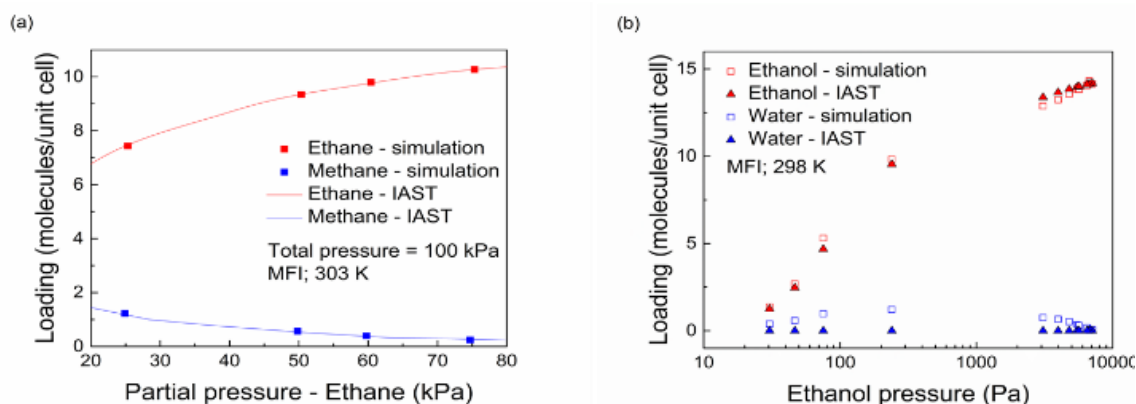 (a)
Loading (molecules/unit cell)
10
8
6
4
2
0
Ethane - simulation
Methane - simulation
Ethane - IAST
Methane - IAST
Total pressure = 100 kPa
MFI; 303 K
20 30 40 50 60 70 80
Partial pressure - Ethane (kPa)
(b)
Loading (molecules/unit cell)
15
10
5
0
Ethanol - simulation
Ethanol - IAST
Water - simulation
Water - IAST
MFI; 298 K
10 100 1000 10000
Ethanol pressure (Pa)